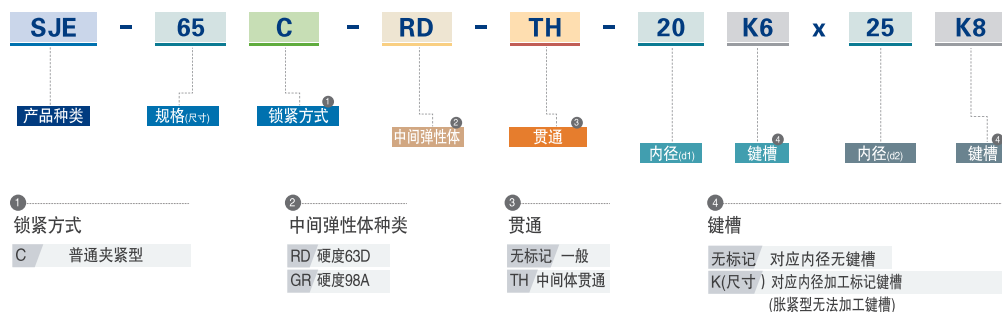 SJE - 65 C - RD - TH - 20 K6 x 25 K8
产品种类 规格(尺寸) 锁紧方式1
中间弹性体2 贯通3
内径(d1) 键槽4 内径(d2) 键槽4
1 2 3 4
锁紧方式 中间弹性体种类 贯通 键槽
C 普通夹紧型 RD 硬度63D 无标记 一般 无标记 对应内径无键槽
GR 硬度98A TH 中间体贯通 K(尺寸) 对应内径加工标记键槽
(胀紧型无法加工键槽)